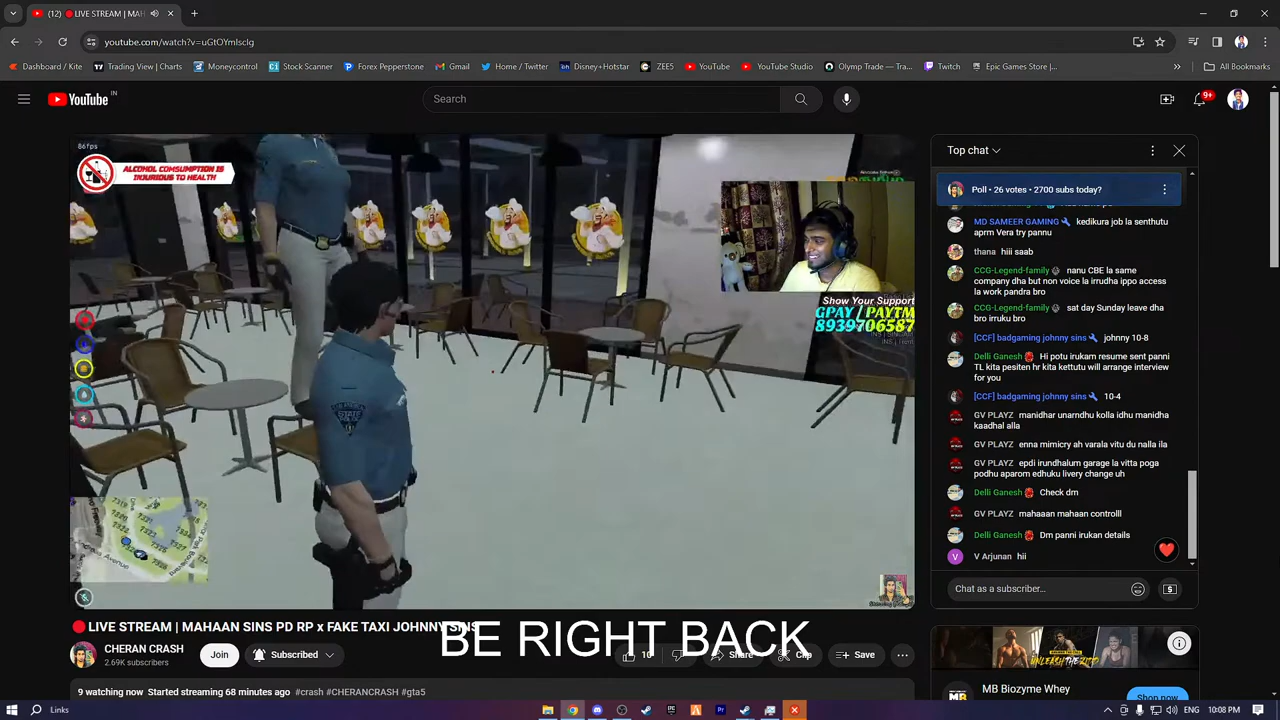 (12) 🔴 LIVE STREAM | MAH
youtube.com/watch?v=uGtOYmIscIg
Dashboard / Kite
Trading View | Charts
Moneycontrol
Stock Scanner
Forex Pepperstone
Gmail
Home / Twitter
Disney+Hotstar
ZEE5
YouTube
YouTube Studio
Olymp Trade — Tra...
Twitch
Epic Games Store |...
All Bookmarks
YouTube IN
Search
9+
86fps
ALCOHOL COMSUMPTION IS
INJURIOUS TO HEALTH
Show Your Support
GPAY / PAYTM
8939706587
STATE
Top chat
Poll • 26 votes • 2700 subs today?
MD SAMEER GAMING kedikura job la senthutu
aprm Vera try pannu
thana hiii saab
CCG-Legend-family nanu CBE la same
company dha but non voice la irrudha ippo access
la work pandra bro
CCG-Legend-family sat day Sunday leave dha
bro irruku bro
[CCF] badgaming johnny sins johnny 10-8
Delli Ganesh Hi potu irukam resume sent panni
TL kita pesiten hr kita kettutu will arrange interview
for you
[CCF] badgaming johnny sins 10-4
GV PLAYZ manidhar unarndhu kolla idhu manidha
kaadhal alla
GV PLAYZ enna mimicry ah varala vitu du nalla ila
GV PLAYZ epdi irundhalum garage la vitta poga
podhu aparom edhuku livery change uh
Delli Ganesh Check dm
GV PLAYZ mahaaan mahaan controlll
Delli Ganesh Dm panni irukan details
V Arjunan hii
Chat as a subscriber...
🔴LIVE STREAM | MAHAAN SINS PD RP x FAKE TAXI JOHNNY SINS
BE RIGHT BACK
CHERAN CRASH
2.69K subscribers
Join
Subscribed
10
Share
Clip
Save
9 watching now Started streaming 68 minutes ago #crash #CHERANCRASH #gta5
MB Biozyme Whey
Shop now
Links
10:08 PM